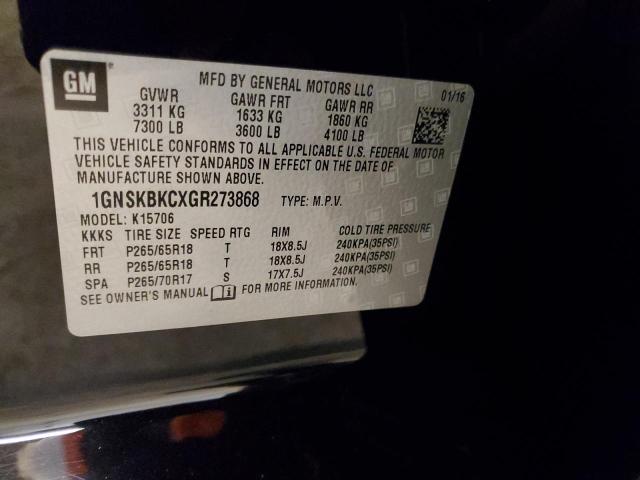 GM
MFD BY GENERAL MOTORS LLC
01/16
GVWR GAWR FRT GAWR RR
3311 KG 1633 KG 1860 KG
7300 LB 3600 LB 4100 LB
THIS VEHICLE CONFORMS TO ALL APPLICABLE U.S. FEDERAL MOTOR
VEHICLE SAFETY STANDARDS IN EFFECT ON THE DATE OF
MANUFACTURE SHOWN ABOVE.
1GNSKBKCXGR273868 TYPE: M.P.V.
MODEL: K15706
KKKS TIRE SIZE SPEED RTG RIM COLD TIRE PRESSURE
FRT P265/65R18 T 18X8.5J 240KPA(35PSI)
RR P265/65R18 T 18X8.5J 240KPA(35PSI)
SPA P265/70R17 S 17X7.5J 240KPA(35PSI)
SEE OWNER'S MANUAL i FOR MORE INFORMATION.